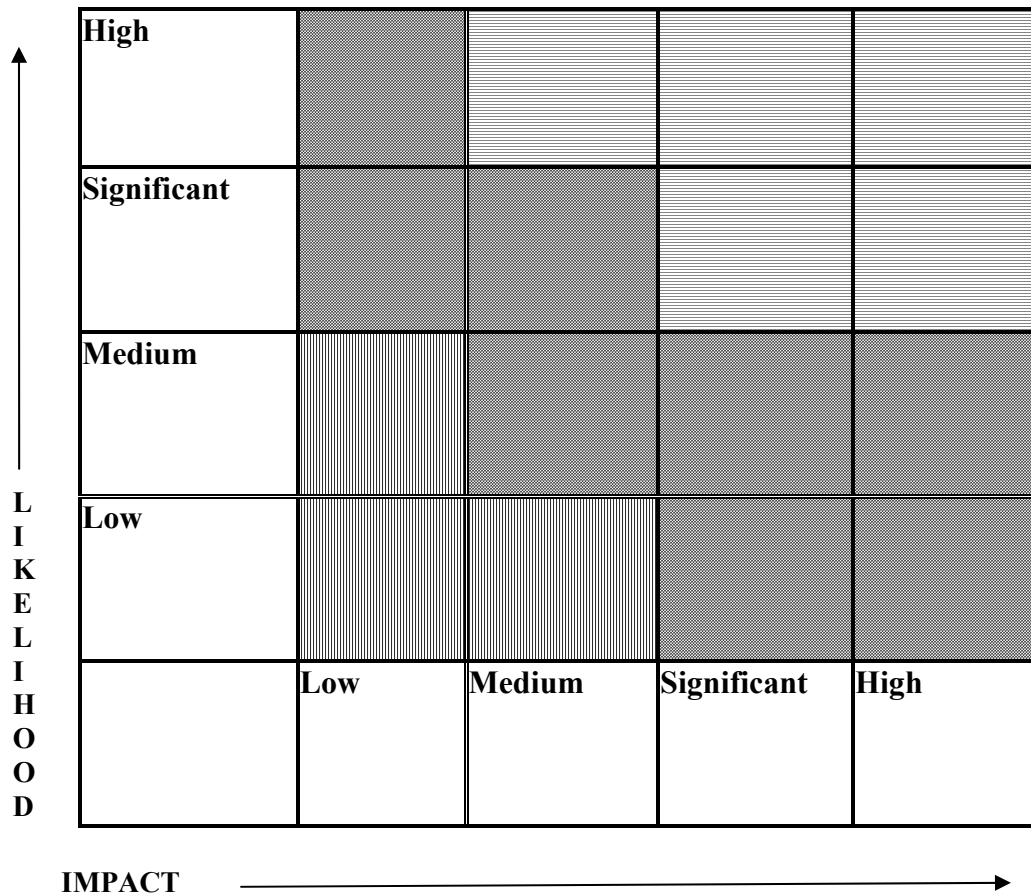 High
Significant
Medium
Low
Low Medium Significant High
LIKELIHOOD
IMPACT